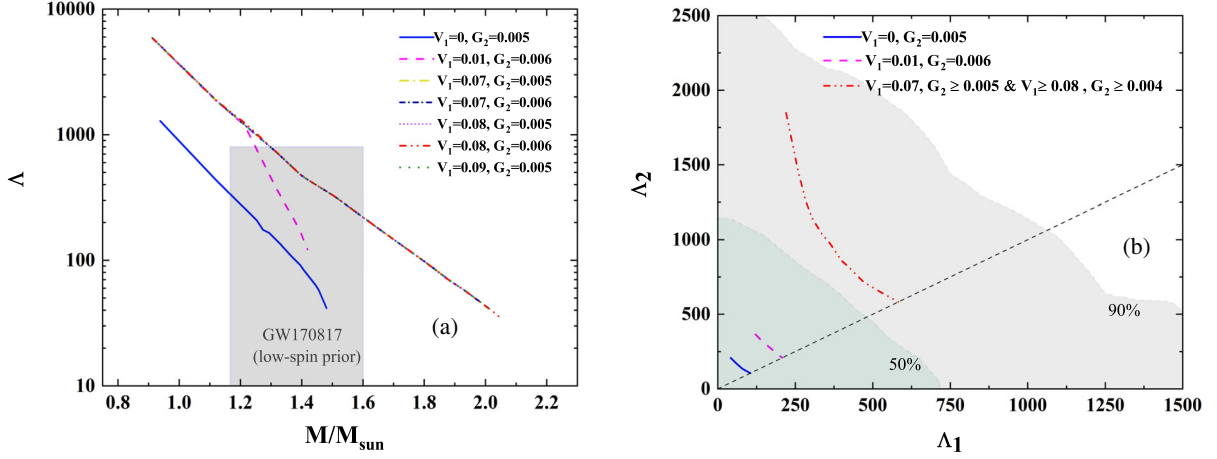 10000
1000
100
10
Λ
0.8 1.0 1.2 1.4 1.6 1.8 2.0 2.2
M/M_sun
V₁=0, G₂=0.005
V₁=0.01, G₂=0.006
V₁=0.07, G₂=0.005
V₁=0.07, G₂=0.006
V₁=0.08, G₂=0.005
V₁=0.08, G₂=0.006
V₁=0.09, G₂=0.005
GW170817
(low-spin prior)
(a)
2500
2000
1500
1000
500
0
Λ₂
0 250 500 750 1000 1250 1500
Λ₁
V₁=0, G₂=0.005
V₁=0.01, G₂=0.006
V₁=0.07, G₂ ≥ 0.005 & V₁≥ 0.08 , G₂ ≥ 0.004
(b)
90%
50%